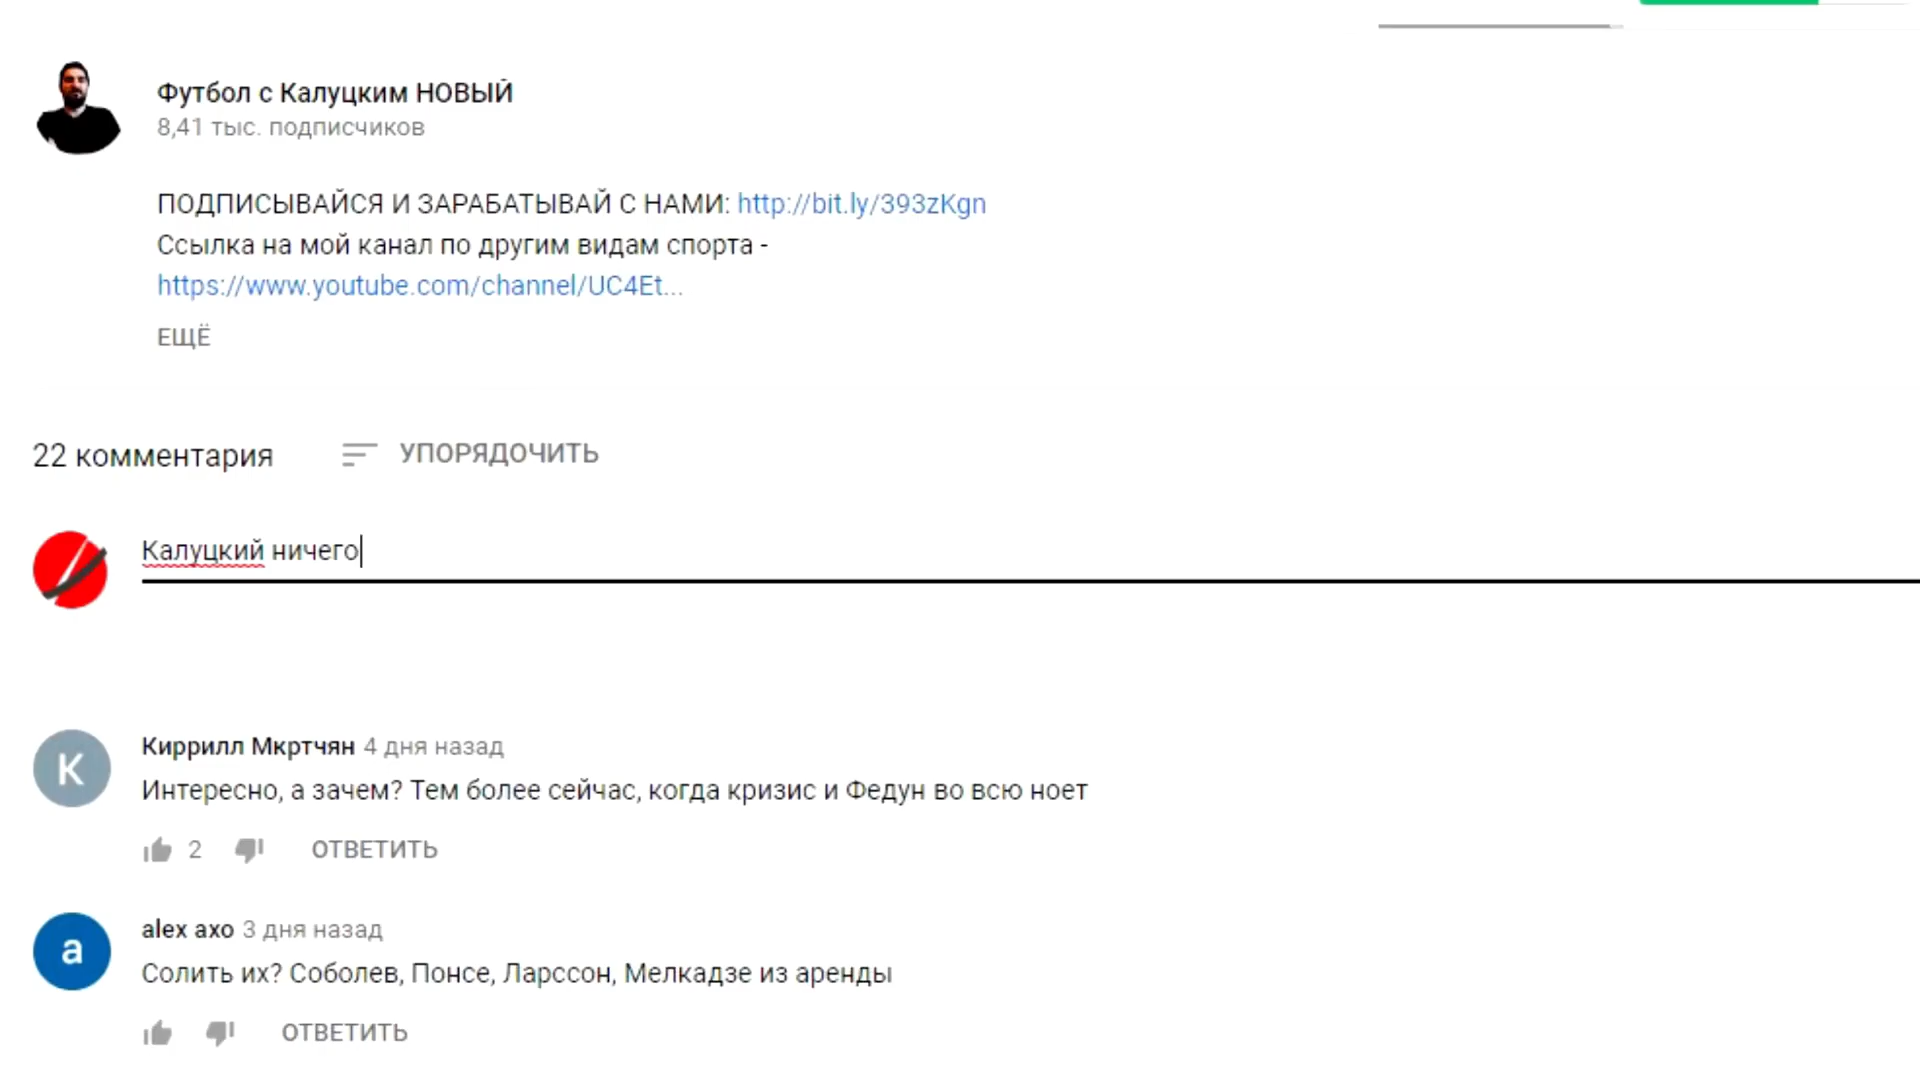 Футбол с Калуцким НОВЫЙ
8,41 тыс. подписчиков
ПОДПИСЫВАЙСЯ И ЗАРАБАТЫВАЙ С НАМИ: http://bit.ly/393zKgn
Ссылка на мой канал по другим видам спорта -
https://www.youtube.com/channel/UC4Et...
ЕЩЁ
22 комментария УПОРЯДОЧИТЬ
Калуцкий ничего
К
Киррилл Мкртчян 4 дня назад
Интересно, а зачем? Тем более сейчас, когда кризис и Федун во всю ноет
2 ОТВЕТИТЬ
a
alex axo 3 дня назад
Солить их? Соболев, Понсе, Ларссон, Мелкадзе из аренды
ОТВЕТИТЬ